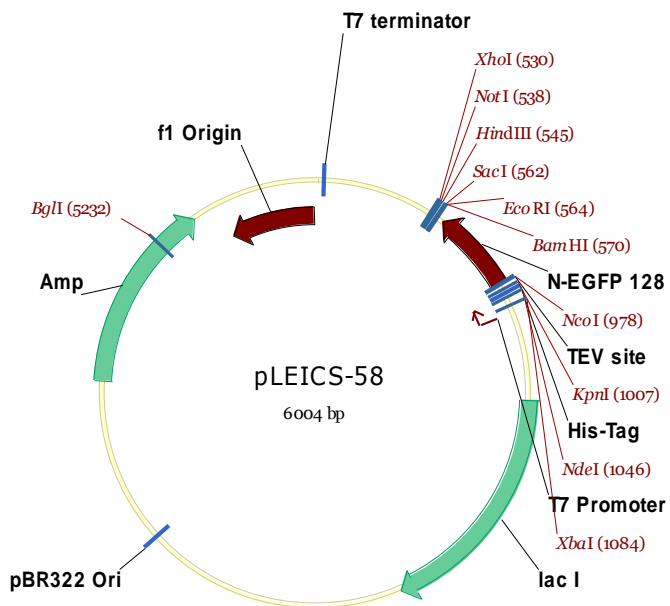 T7 terminator
XhoI (530)
NotI (538)
HindIII (545)
SacI (562)
EcoRI (564)
BamHI (570)
N-EGFP 128
NcoI (978)
TEV site
KpnI (1007)
His-Tag
NdeI (1046)
T7 Promoter
XbaI (1084)
lac I
pBR322 Ori
Amp
BglI (5232)
f1 Origin
pLEICS-58
6004 bp